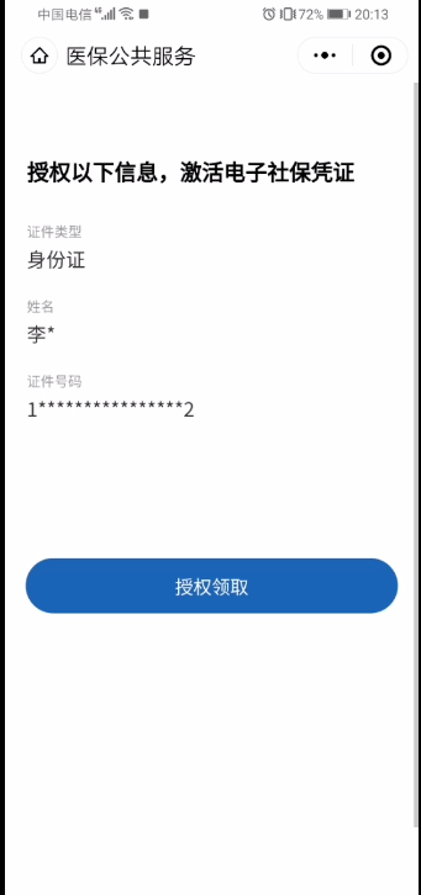 中国电信 72% 20:13
医保公共服务
授权以下信息，激活电子社保凭证
证件类型
身份证
姓名
李*
证件号码
1****************2
授权领取